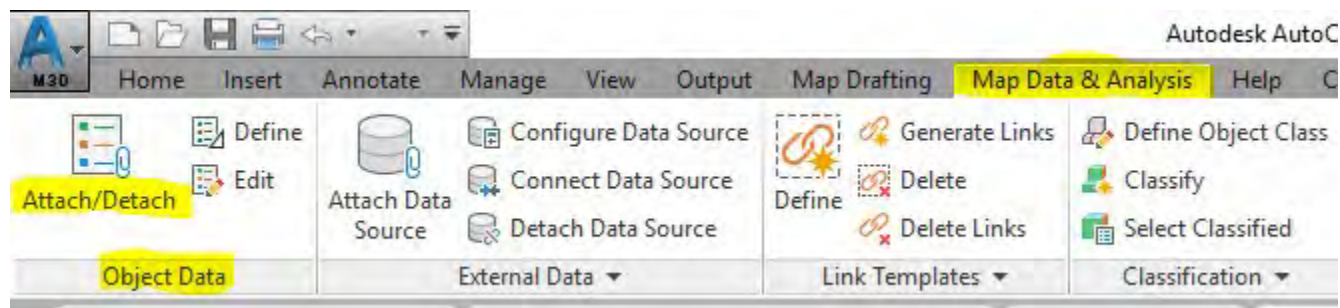 Autodesk AutoC
M3D Home Insert Annotate Manage View Output Map Drafting Map Data & Analysis Help C
Define Configure Data Source Generate Links Define Object Class
Attach/Detach Edit Attach Data Source Connect Data Source Define Delete Classify
Detach Data Source Delete Links Select Classified
Object Data External Data Link Templates Classification